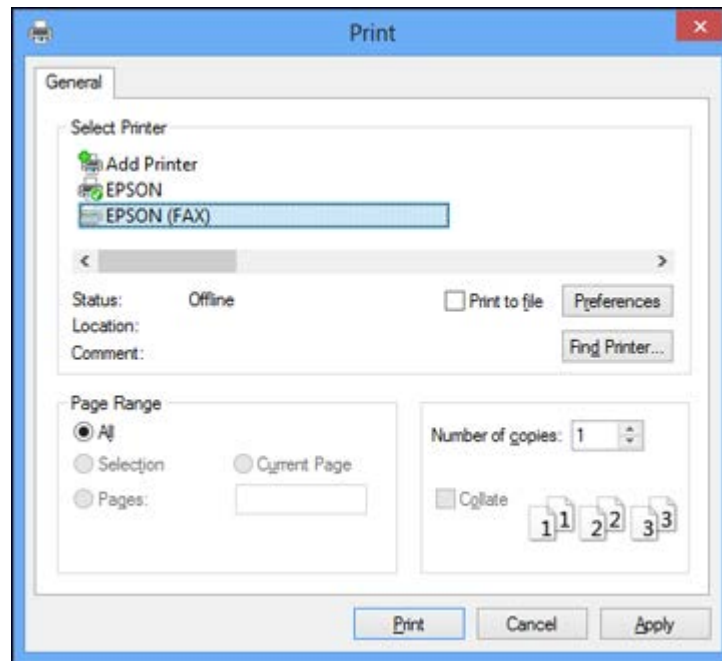 Print
General
Select Printer
Add Printer
EPSON
EPSON (FAX)
Status: Offline
Location:
Comment:
Print to file
Preferences
Find Printer...
Page Range
All
Selection
Current Page
Pages:
Number of copies: 1
Collate
1 1 2 2 3 3
Print Cancel Apply